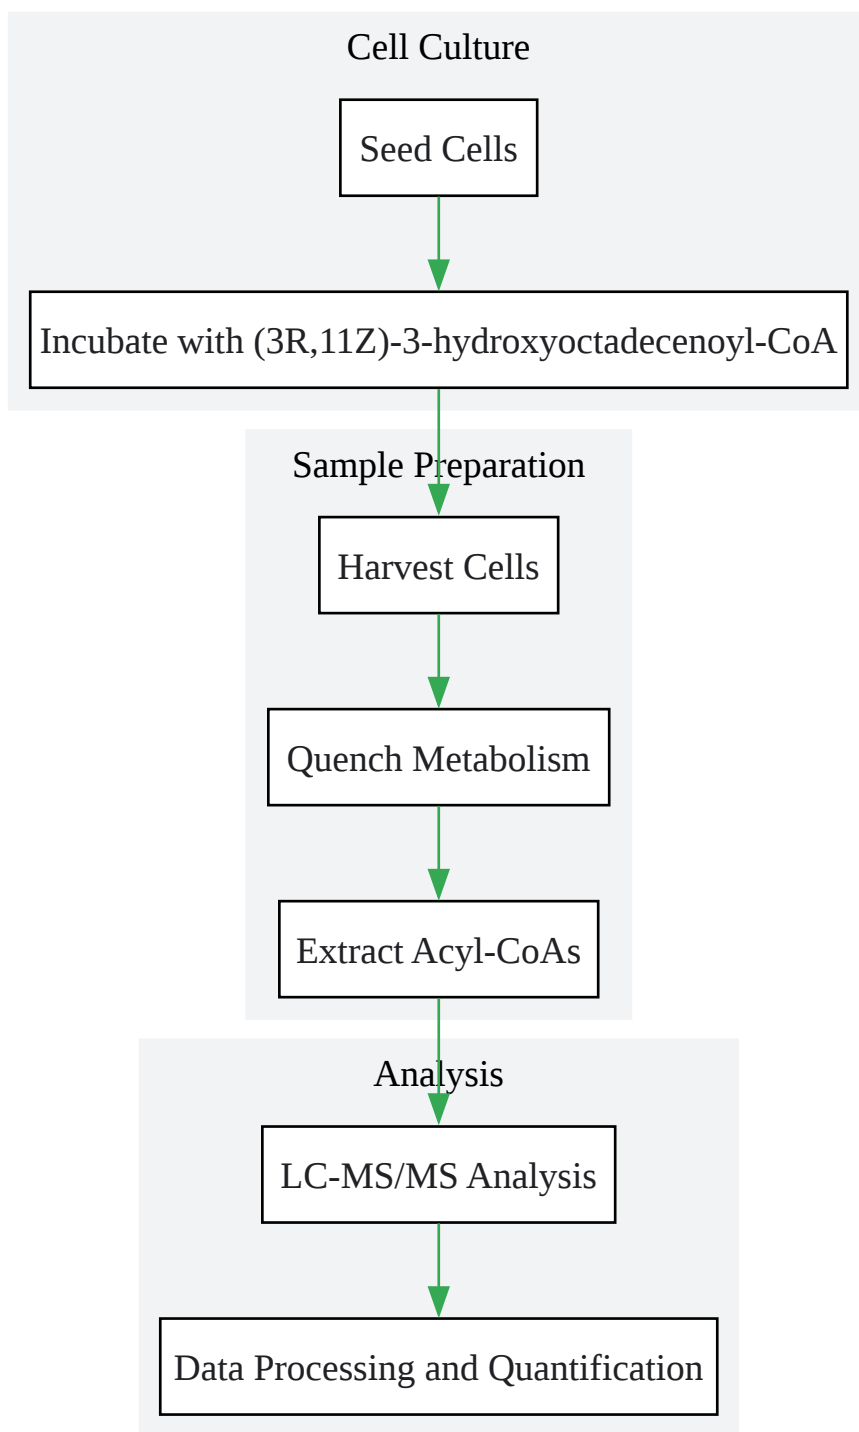 Cell Culture
Seed Cells
Incubate with (3R,11Z)-3-hydroxyoctadecenoyl-CoA
Sample Preparation
Harvest Cells
Quench Metabolism
Extract Acyl-CoAs
Analysis
LC-MS/MS Analysis
Data Processing and Quantification